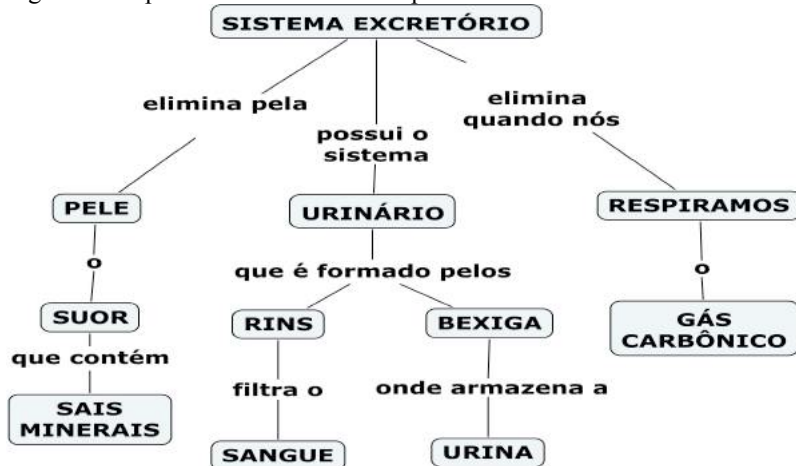 SISTEMA EXCRETÓRIO
elimina pela
possui o
sistema
elimina
quando nós
PELE
URINÁRIO
RESPIRAMOS
o
que é formado pelos
o
SUOR
RINS
BEXIGA
GÁS
CARBÔNICO
que contém
filtra o
onde armazena a
SAIS
MINERAIS
SANGUE
URINA